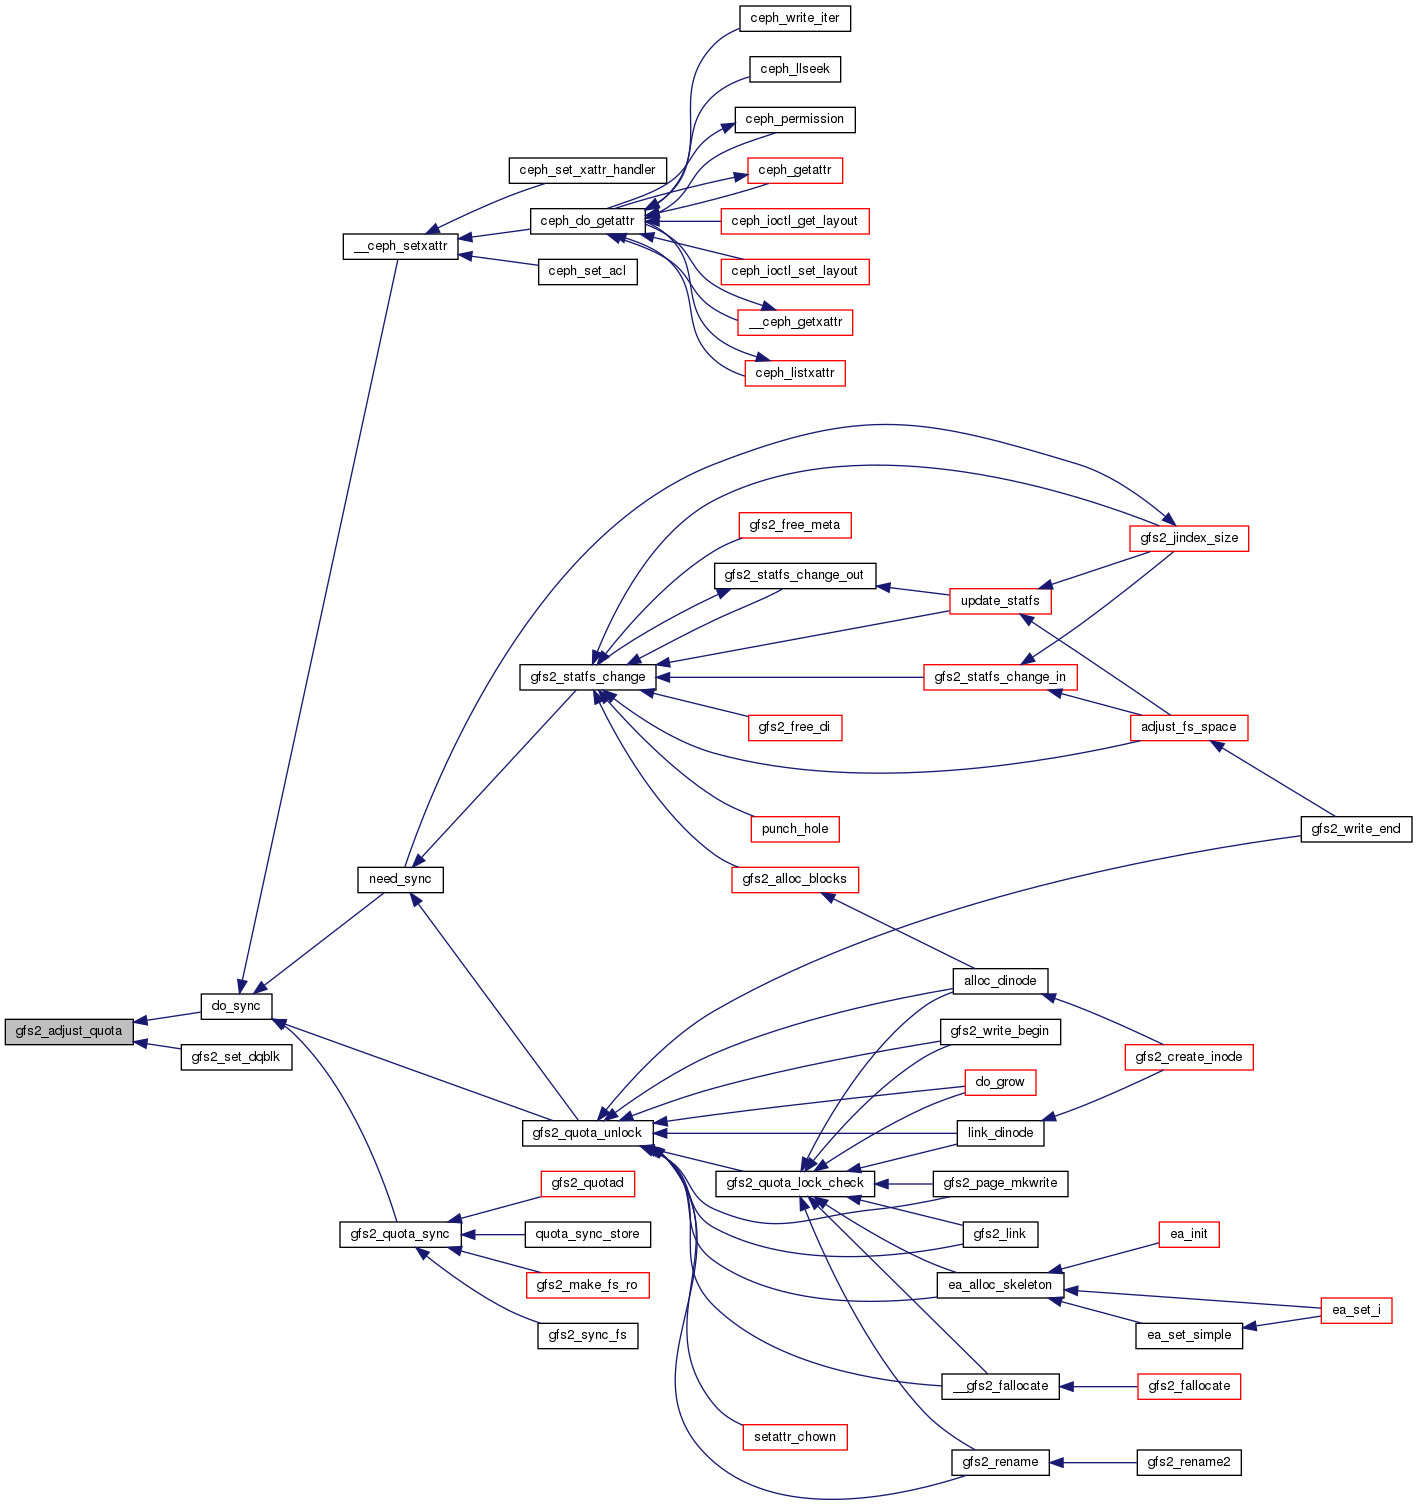 ceph_write_iter
ceph_llseek
ceph_permission
ceph_set_xattr_handler
ceph_getattr
ceph_do_getattr
ceph_ioctl_get_layout
__ceph_setxattr
ceph_set_acl
ceph_ioctl_set_layout
__ceph_getxattr
ceph_listxattr
gfs2_free_meta
gfs2_jindex_size
gfs2_statfs_change_out
update_statfs
gfs2_statfs_change
gfs2_statfs_change_in
gfs2_free_di
adjust_fs_space
punch_hole
gfs2_write_end
need_sync
gfs2_alloc_blocks
alloc_dinode
do_sync
gfs2_adjust_quota
gfs2_set_dqblk
gfs2_write_begin
gfs2_create_inode
do_grow
gfs2_quota_unlock
link_dinode
gfs2_quotad
gfs2_quota_lock_check
gfs2_page_mkwrite
gfs2_quota_sync
quota_sync_store
gfs2_link
ea_init
gfs2_make_fs_ro
ea_alloc_skeleton
ea_set_i
gfs2_sync_fs
ea_set_simple
__gfs2_fallocate
gfs2_fallocate
setattr_chown
gfs2_rename
gfs2_rename2